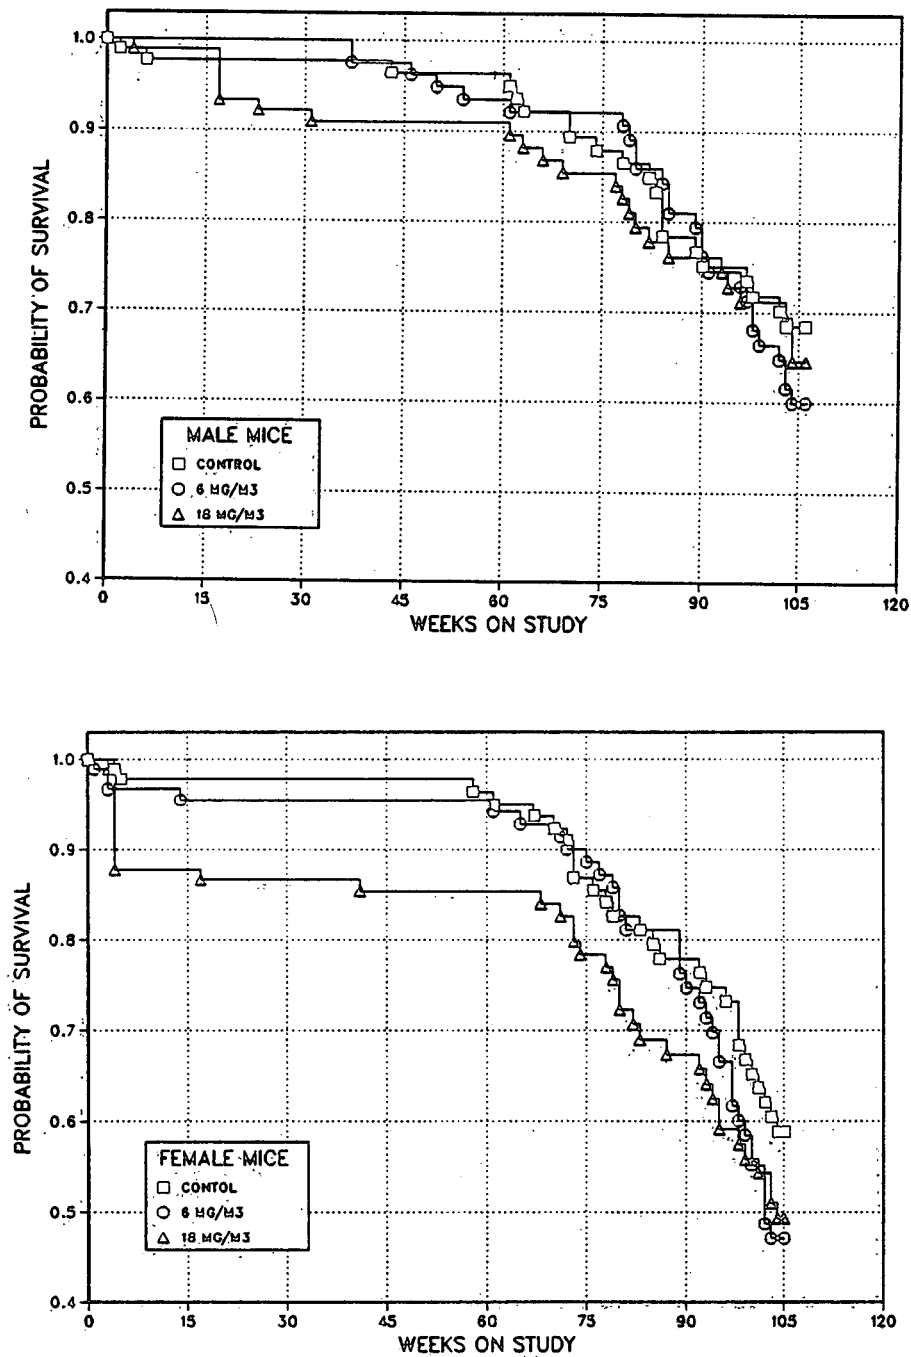 1.0
0.9
0.8
0.7
0.6
0.5
0.4
PROBABILITY OF SURVIVAL
MALE MICE
CONTROL
6 MG/M3
18 MG/M3
0 15 30 45 60 75 90 105 120
WEEKS ON STUDY
1.0
0.9
0.8
0.7
0.6
0.5
0.4
PROBABILITY OF SURVIVAL
FEMALE MICE
CONTOL
6 MG/M3
18 MG/M3
0 15 30 45 60 75 90 105 120
WEEKS ON STUDY